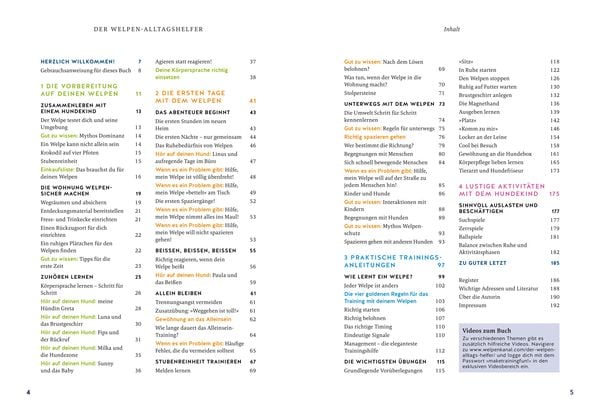 DER WELPEN-ALLTAGSHELFER
HERZLICH WILLKOMMEN! 7
Gebrauchsanweisung für dieses Buch 8
1 DIE VORBEREITUNG
AUF DEINEN WELPEN 11
ZUSAMMENLEBEN MIT
EINEM HUNDEKIND 13
Der Welpe testet dich und seine
Umgebung 13
Gut zu wissen: Mythos Dominanz 14
Ein Welpe kann nicht allein sein 14
Krokodil auf vier Pfoten 15
Stubenreinheit 15
Einkaufsliste: Das brauchst du für
deinen Welpen 16
DIE WOHNUNG WELPEN-
SICHER MACHEN 19
Wegräumen und absichern 19
Entdeckungsmaterial bereitstellen 21
Fress- und Trinkecke einrichten 21
Einen Rückzugsort für dich
einrichten 22
Ein ruhiges Plätzchen für den
Welpen finden 22
Gut zu wissen: Tipps für die
erste Zeit 23
ZUHÖREN LERNEN 25
Körpersprache lernen – Schritt für
Schritt 26
Hör auf deinen Hund: meine
Hündin Greta 28
Hör auf deinen Hund: Luna und
das Brustgeschirr 30
Hör auf deinen Hund: Fips und
der Rückruf 31
Hör auf deinen Hund: Milka und
die Hundezone 35
Hör auf deinen Hund: Sunny
und das Baby 36
Agieren statt reagieren! 37
Deine Körpersprache richtig
einsetzen 38
2 DIE ERSTEN TAGE
MIT DEM WELPEN 41
DAS ABENTEUER BEGINNT 43
Die ersten Stunden im neuen
Heim 43
Die ersten Nächte – nur gemeinsam 44
Das Ruhebedürfnis von Welpen 46
Hör auf deinen Hund: Linus und
aufregende Tage im Büro 47
Wenn es ein Problem gibt: Hilfe,
mein Welpe ist völlig überdreht! 48
Wenn es ein Problem gibt: Hilfe,
mein Welpe »bettelt« am Tisch 49
Die ersten Spaziergänge! 52
Wenn es ein Problem gibt: Hilfe,
mein Welpe nimmt alles ins Maul! 53
Wenn es ein Problem gibt: Hilfe,
mein Welpe will nicht spazieren
gehen! 53
BEISSEN, BEISSEN, BEISSEN 55
Richtig reagieren, wenn dein
Welpe beißt 56
Hör auf deinen Hund: Paula und
das Beißen 59
ALLEIN BLEIBEN 61
Trennungsangst vermeiden 61
Zusatzübung: »Weggeben ist toll!« 61
Gewöhnung an das Alleinsein 62
Wie lange dauert das Alleinsein-
Training? 64
Wenn es ein Problem gibt: Häufige
Fehler, die du vermeiden solltest 65
STUBENREINHEIT TRAINIEREN 67
Melden lernen 69
4
Inhalt
Gut zu wissen: Nach dem Lösen
belohnen? 69
Was tun, wenn der Welpe in die
Wohnung macht? 70
Stolpersteine 71
UNTERWEGS MIT DEM WELPEN 73
Die Umwelt Schritt für Schritt
kennenlernen 74
Gut zu wissen: Regeln für unterwegs 75
Richtig spazieren gehen 76
Wer bestimmt die Richtung? 79
Begegnungen mit Menschen 80
Sich schnell bewegende Menschen 84
Wenn es ein Problem gibt: Hilfe,
mein Welpe will auf der Straße zu
jedem Menschen hin! 85
Kinder und Hunde 86
Gut zu wissen: Interaktionen mit
Kindern 88
Begegnungen mit Hunden 89
Gut zu wissen: Mythos Welpen-
schutz 93
Spazieren gehen mit anderen Hunden 93
3 PRAKTISCHE TRAININGS-
ANLEITUNGEN 97
WIE LERNT EIN WELPE? 99
Jeder Welpe ist anders 102
Die vier goldenen Regeln für das
Training mit deinem Welpen 103
Richtig starten 106
Richtig belohnen 107
Das richtige Timing 110
Eindeutige Signale 110
Management – die eleganteste
Trainingshilfe 112
DIE WICHTIGSTEN ÜBUNGEN 115
Grundlegende Vorüberlegungen 116
»Sitz« 118
In Ruhe starten 122
Den Welpen stoppen 126
Ruhig auf Futter warten 130
Brustgeschirr anlegen 132
Die Magnethand 136
Ausgeben lernen 139
»Platz« 142
»Komm zu mir« 146
Locker an der Leine 154
Cool bei Besuch 158
Gewöhnung an die Hundebox 161
Körperpflege üben lernen 165
Tierarzt und Hundefriseur 173
4 LUSTIGE AKTIVITÄTEN
MIT DEM HUNDEKIND 175
SINNVOLL AUSLASTEN UND
BESCHÄFTIGEN 177
Suchspiele 177
Zerrspiele 179
Ballspiele 181
Balance zwischen Ruhe und
Aktivitätsphase 182
ZU GUTER LETZT 185
Register 186
Wichtige Adressen und Literatur 188
Über die Autorin 190
Impressum 192
Videos zum Buch
Zu verschiedenen Themen gibt es
zusätzlich hilfreiche Videos. Navigiere
zu www.welpenkanal.com/der-welpen-
alltags-helfer/ und logge dich mit dem
Passwort »maketrainingfun!« in den
exklusiven Videobereich ein.
5